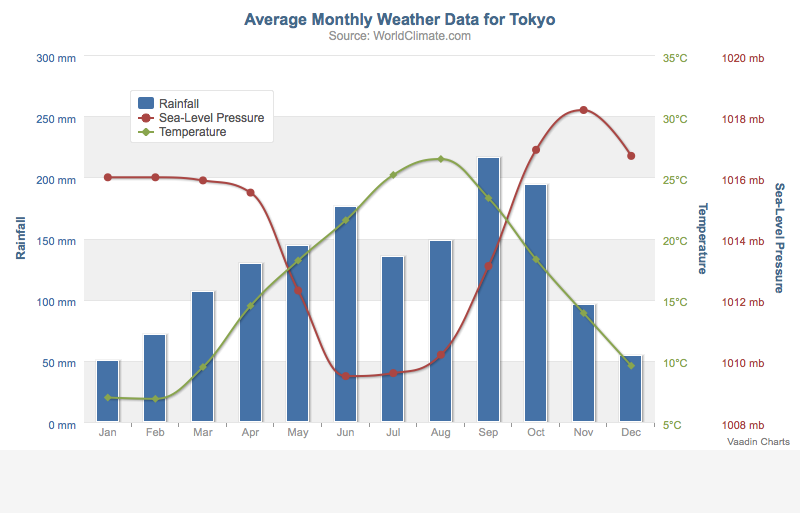 Average Monthly Weather Data for Tokyo
Source: WorldClimate.com
300 mm
250 mm
200 mm
150 mm
100 mm
50 mm
0 mm
Rainfall
Rainfall
Sea-Level Pressure
Temperature
35°C
30°C
25°C
20°C
15°C
10°C
5°C
Temperature
1020 mb
1018 mb
1016 mb
1014 mb
1012 mb
1010 mb
1008 mb
Sea-Level Pressure
Jan Feb Mar Apr May Jun Jul Aug Sep Oct Nov Dec
Vaadin Charts